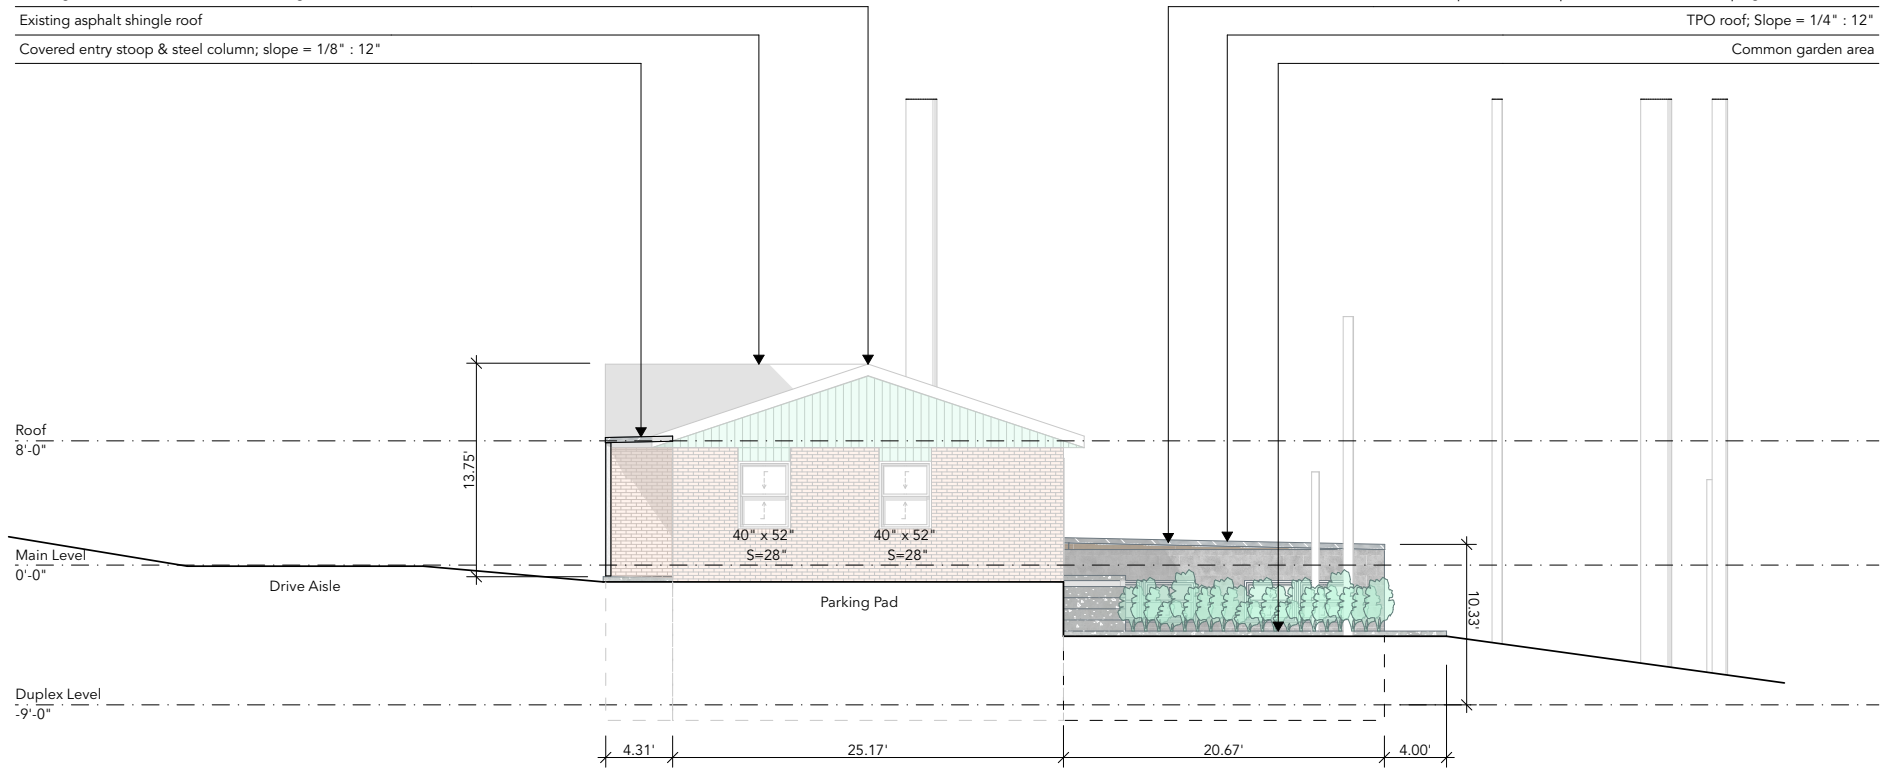 Existing asphalt shingle roof
TPO roof; Slope = 1/4" : 12"
Covered entry stoop & steel column; slope = 1/8" : 12"
Common garden area
Roof
8'-0"
13.75'
40" x 52"
S=28"
40" x 52"
S=28"
Main Level
0'-0"
Drive Aisle
Parking Pad
10.33'
Duplex Level
-9'-0"
4.31'
25.17'
20.67'
4.00'